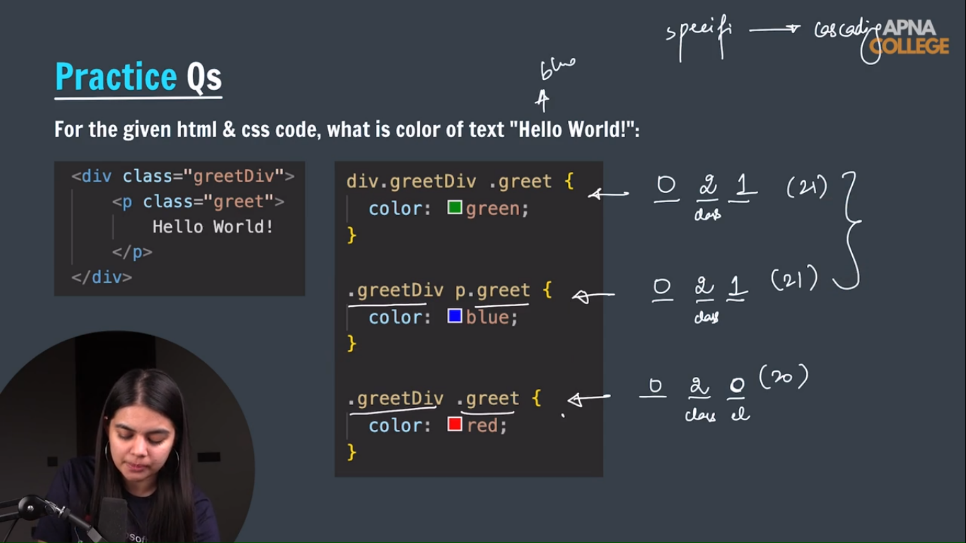 specifi → cascading
APNA
COLLEGE
Practice Qs
blue
For the given html & css code, what is color of text "Hello World!":
<div class="greetDiv">
<p class="greet">
Hello World!
</p>
</div>
div.greetDiv .greet {
color: green;
}
0 2 1 (21)
class
.greetDiv p.greet {
color: blue;
}
0 2 1 (21)
class
.greetDiv .greet {
color: red;
}
0 2 0 (20)
class el